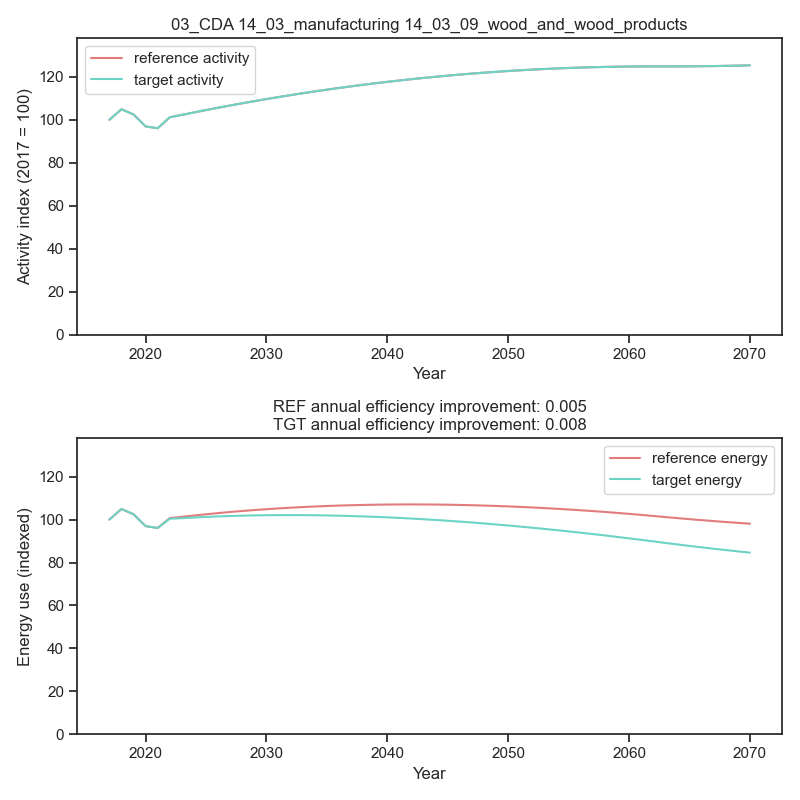 03_CDA 14_03_manufacturing 14_03_09_wood_and_wood_products
reference activity
target activity
Activity index (2017 = 100)
120
100
80
60
40
20
0
2020 2030 2040 2050 2060 2070
Year
REF annual efficiency improvement: 0.005
TGT annual efficiency improvement: 0.008
reference energy
target energy
Energy use (indexed)
120
100
80
60
40
20
0
2020 2030 2040 2050 2060 2070
Year